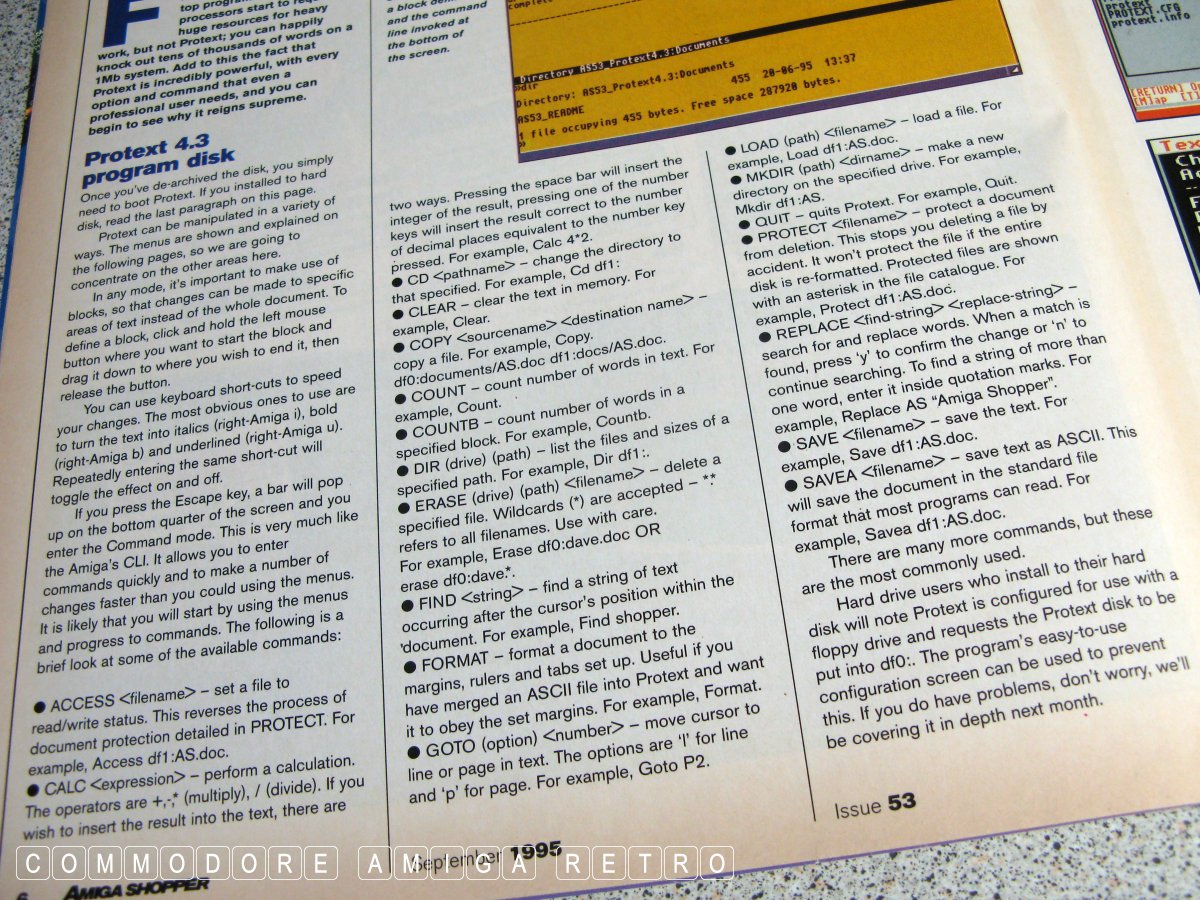 F
top
processors start to
huge resources for heavy
work, but not Protext; you can happily
knock out tens of thousands of words on a
1Mb system. Add to this the fact that
Protext is incredibly powerful, with every
option and command that even a
professional user needs, and you can
begin to see why it reigns supreme.
Protext 4.3
program disk
Once you've de-archived the disk, you simply
need to boot Protext. If you installed to hard
disk, read the last paragraph on this page.
Protext can be manipulated in a variety of
ways. The menus are shown and explained on
the following pages, so we are going to
concentrate on the other areas here.
In any mode, it's important to make use of
blocks, so that changes can be made to specific
areas of text instead of the whole document. To
define a block, click and hold the left mouse
button where you want to start the block and
drag it down to where you wish to end it, then
release the button.
You can use keyboard short-cuts to speed
your changes. The most obvious ones to use are
to turn the text into italics (right-Amiga i), bold
(right-Amiga b) and underlined (right-Amiga u).
Repeatedly entering the same short-cut will
toggle the effect on and off.
If you press the Escape key, a bar will pop
up on the bottom quarter of the screen and you
enter the Command mode. This is very much like
the Amiga's CLI. It allows you to enter
commands quickly and to make a number of
changes faster than you could using the menus.
It is likely that you will start by using the menus
and progress to commands. The following is a
brief look at some of the available commands:
● ACCESS <filename> – set a file to
read/write status. This reverses the process of
document protection detailed in PROTECT. For
example, Access df1:AS.doc.
● CALC <expression> – perform a calculation.
The operators are +,-,* (multiply), / (divide). If you
wish to insert the result into the text, there are
a block
and the command
line invoked at
the bottom of
the screen.
complete
Directory AS53_Protext4.3:Documents
»dir
Directory: AS53_Protext4.3:Documents
AS53_README 455 20-06-95 13:37
1 file occupying 455 bytes. Free space 287920 bytes.
»
two ways. Pressing the space bar will insert the
integer of the result, pressing one of the number
keys will insert the result correct to the number
of decimal places equivalent to the number key
pressed. For example, Calc 4*2.
● CD <pathname> – change the directory to
that specified. For example, Cd df1:
● CLEAR – clear the text in memory. For
example, Clear.
● COPY <sourcename> <destination name> –
copy a file. For example, Copy.
df0:documents/AS.doc df1:docs/AS.doc.
● COUNT – count number of words in text. For
example, Count.
● COUNTB – count number of words in a
specified block. For example, Countb.
● DIR (drive) (path) – list the files and sizes of a
specified path. For example, Dir df1:.
● ERASE (drive) (path) <filename> – delete a
specified file. Wildcards (*) are accepted – *.*
refers to all filenames. Use with care.
For example, Erase df0:dave.doc OR
erase df0:dave.*.
● FIND <string> – find a string of text
occurring after the cursor's position within the
document. For example, Find shopper.
● FORMAT – format a document to the
margins, rulers and tabs set up. Useful if you
have merged an ASCII file into Protext and want
it to obey the set margins. For example, Format.
● GOTO (option) <number> – move cursor to
line or page in text. The options are 'l' for line
and 'p' for page. For example, Goto P2.
● LOAD (path) <filename> – load a file. For
example, Load df1:AS.doc.
● MKDIR (path) <dirname> – make a new
directory on the specified drive. For example,
Mkdir df1:AS.
● QUIT – quits Protext. For example, Quit.
● PROTECT <filename> – protect a document
from deletion. This stops you deleting a file by
accident. It won't protect the file if the entire
disk is re-formatted. Protected files are shown
with an asterisk in the file catalogue. For
example, Protect df1:AS.doc.
● REPLACE <find-string> <replace-string> –
search for and replace words. When a match is
found, press 'y' to confirm the change or 'n' to
continue searching. To find a string of more than
one word, enter it inside quotation marks. For
example, Replace AS "Amiga Shopper".
● SAVE <filename> – save the text. For
example, Save df1:AS.doc.
● SAVEA <filename> – save text as ASCII. This
will save the document in the standard file
format that most programs can read. For
example, Savea df1:AS.doc.
There are many more commands, but these
are the most commonly used.
Hard drive users who install to their hard
disk will note Protext is configured for use with a
floppy drive and requests the Protext disk to be
put into df0:. The program's easy-to-use
configuration screen can be used to prevent
this. If you do have problems, don't worry, we'll
be covering it in depth next month.
protext
PROTEXT.CFG
protext.info
[RETURN]
[M]ap
Tex
September 1995
Issue 53
COMMODORE AMIGA RETRO
6 AMIGA SHOPPER